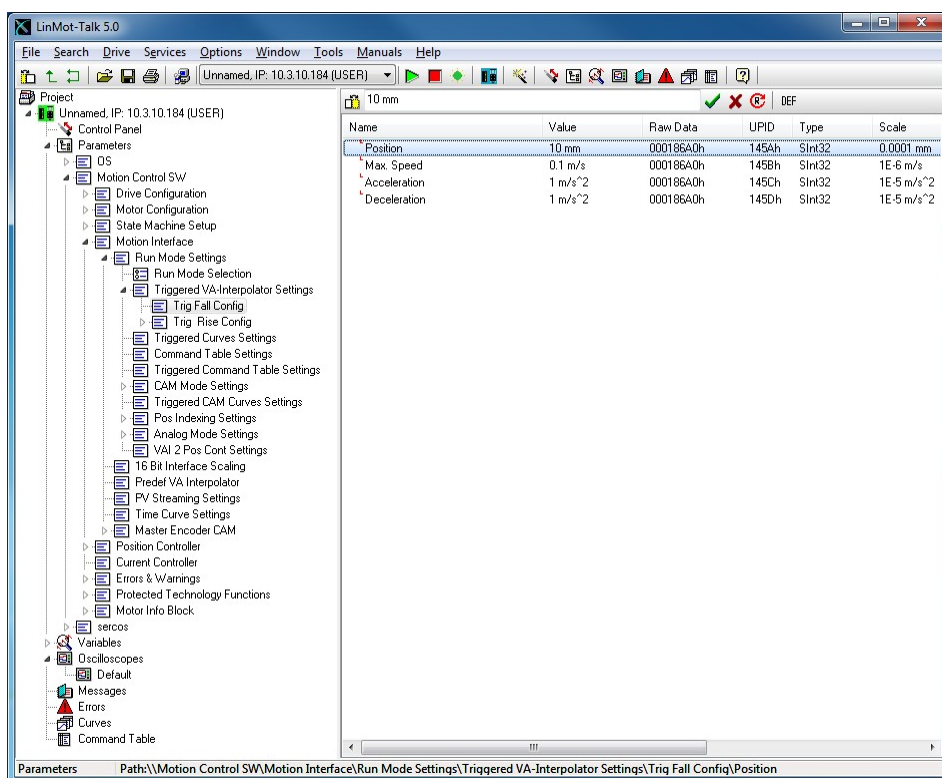 LinMot-Talk 5.0
File Search Drive Services Options Window Tools Manuals Help
Unnamed, IP: 10.3.10.184 (USER)
Project
Unnamed, IP: 10.3.10.184 (USER)
Control Panel
Parameters
OS
Motion Control SW
Drive Configuration
Motor Configuration
State Machine Setup
Motion Interface
Run Mode Settings
Run Mode Selection
Triggered VA-Interpolator Settings
Trig Fall Config
Trig Rise Config
Triggered Curves Settings
Command Table Settings
Triggered Command Table Settings
CAM Mode Settings
Triggered CAM Curves Settings
Pos Indexing Settings
Analog Mode Settings
VAI 2 Pos Cont Settings
16 Bit Interface Scaling
Predef VA Interpolator
PV Streaming Settings
Time Curve Settings
Master Encoder CAM
Position Controller
Current Controller
Errors & Warnings
Protected Technology Functions
Motor Info Block
sercos
Variables
Oscilloscopes
Default
Messages
Errors
Curves
Command Table
10 mm DEF
Name Value Raw Data UPID Type Scale
Position 10 mm 000186A0h 145Ah SInt32 0.0001 mm
Max. Speed 0.1 m/s 000186A0h 145Bh SInt32 1E-6 m/s
Acceleration 1 m/s^2 000186A0h 145Ch SInt32 1E-5 m/s^2
Deceleration 1 m/s^2 000186A0h 145Dh SInt32 1E-5 m/s^2
Parameters Path:\\Motion Control SW\Motion Interface\Run Mode Settings\Triggered VA-Interpolator Settings\Trig Fall Config\Position